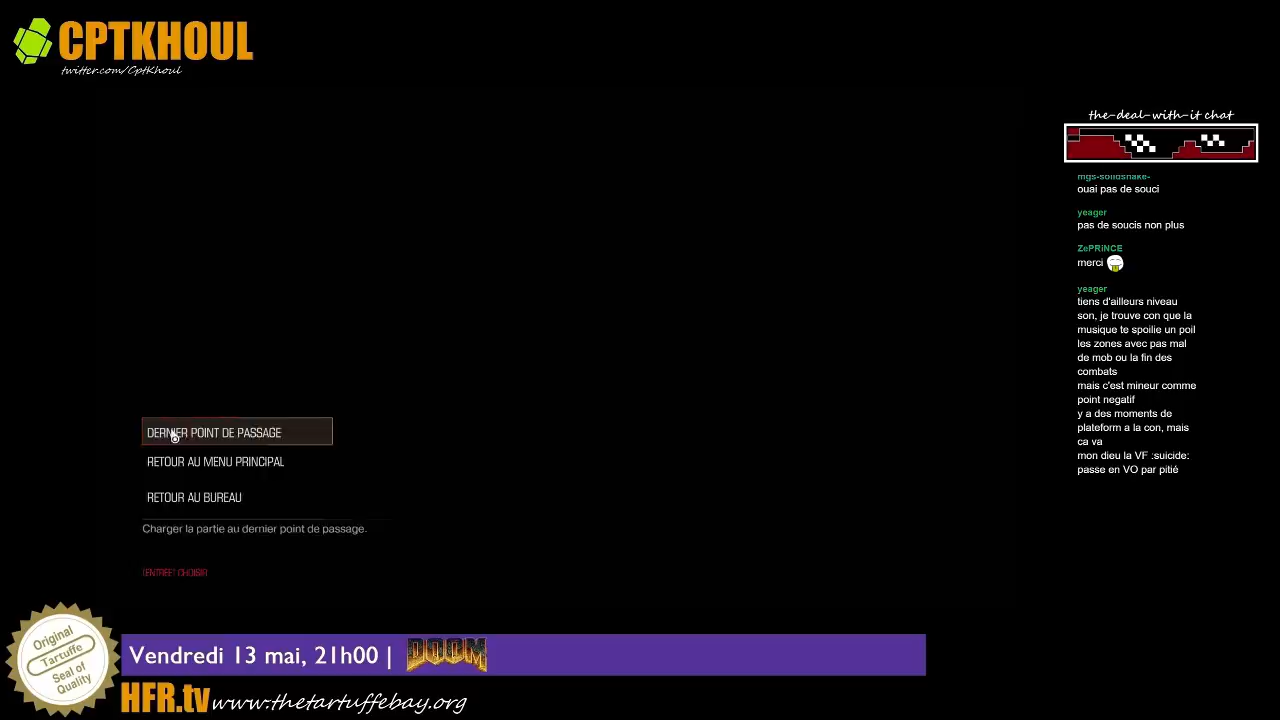 CPTKHOUL
twitter.com/CptKhoul
the-deal-with-it chat
mgs-solidsnake-
ouai pas de souci
yeager
pas de soucis non plus
ZePRiNCE
merci
yeager
tiens d'ailleurs niveau
son, je trouve con que la
musique te spoilie un poil
les zones avec pas mal
de mob ou la fin des
combats
mais c'est mineur comme
point negatif
y a des moments de
plateform a la con, mais
ca va
mon dieu la VF :suicide:
passe en VO par pitié
DERNIER POINT DE PASSAGE
RETOUR AU MENU PRINCIPAL
RETOUR AU BUREAU
Charger la partie au dernier point de passage.
[ENTRÉE] CHOISIR
Original
Tartuffe
Seal of
Quality
Vendredi 13 mai, 21h00 | DOOM
HFR.tv www.thetartuffebay.org